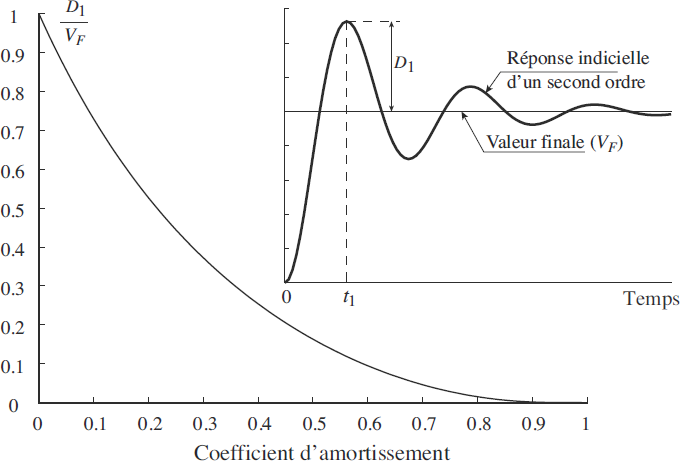 D1
VF
1
0.9
0.8
0.7
0.6
0.5
0.4
0.3
0.2
0.1
0
0 0.1 0.2 0.3 0.4 0.5 0.6 0.7 0.8 0.9 1
Coefficient d’amortissement
D1
Réponse indicielle
d’un second ordre
Valeur finale (VF)
0 t1
Temps